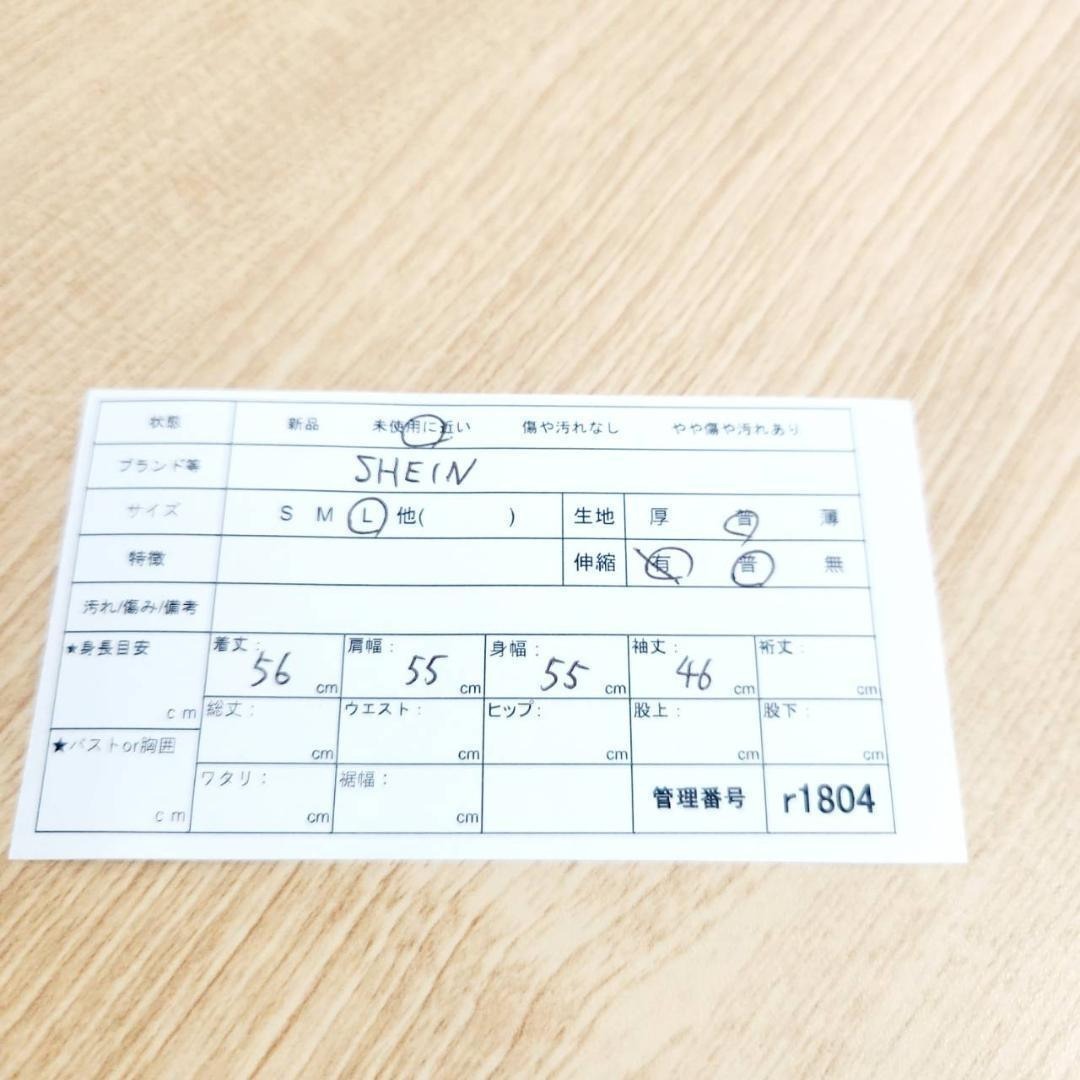 状態 新品 未使用に近い 傷や汚れなし やや傷や汚れあり
ブランド等 SHEIN
サイズ S M L 他( ) 生地 厚 普 薄
特徴 伸縮 有 普 無
汚れ/傷み/備考
★身長目安 cm
着丈: 56 cm 肩幅: 55 cm 身幅: 55 cm 袖丈: 46 cm 裄丈: cm
総丈: cm ウエスト: cm ヒップ: cm 股上: cm 股下: cm
★バストor胸囲 cm
ワタリ: cm 裾幅: cm 管理番号 r1804